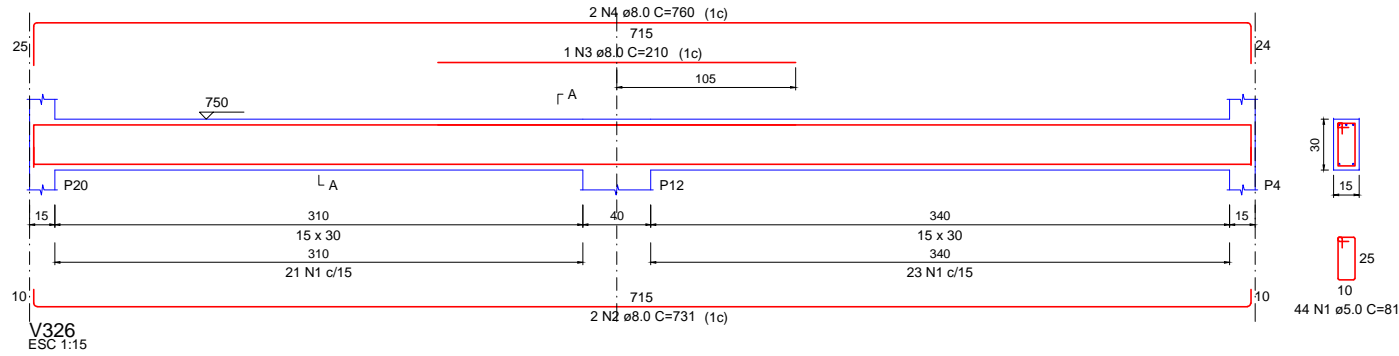 2 N4 ø8.0 C=760 (1c)
25
715
24
1 N3 ø8.0 C=210 (1c)
105
A
750
30
P20
A
P12
P4
15
15
310
40
340
15
15 x 30
15 x 30
310
340
25
21 N1 c/15
23 N1 c/15
10
10
715
10
44 N1 ø5.0 C=81
2 N2 ø8.0 C=731 (1c)
V326
ESC 1:15